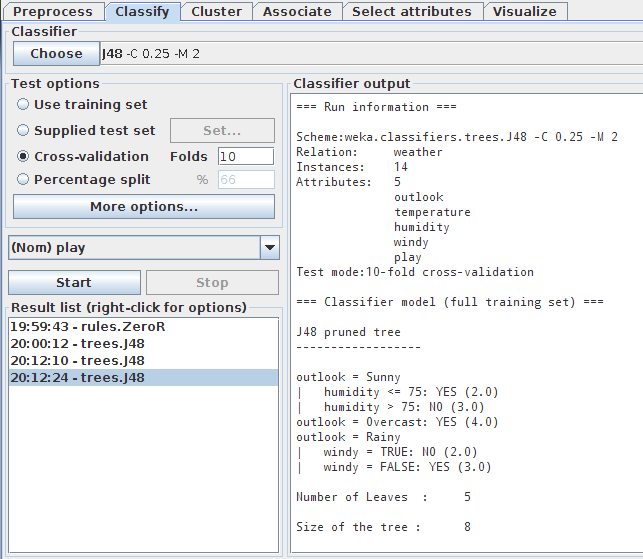 Preprocess Classify Cluster Associate Select attributes Visualize
Classifier
Choose J48 -C 0.25 -M 2
Test options
Use training set
Supplied test set Set...
Cross-validation Folds 10
Percentage split % 66
More options...
(Nom) play
Start Stop
Result list (right-click for options)
19:59:43 - rules.ZeroR
20:00:12 - trees.J48
20:12:10 - trees.J48
20:12:24 - trees.J48
Classifier output
=== Run information ===
Scheme:weka.classifiers.trees.J48 -C 0.25 -M 2
Relation: weather
Instances: 14
Attributes: 5
outlook
temperature
humidity
windy
play
Test mode:10-fold cross-validation
=== Classifier model (full training set) ===
J48 pruned tree
------------------
outlook = Sunny
| humidity <= 75: YES (2.0)
| humidity > 75: NO (3.0)
outlook = Overcast: YES (4.0)
outlook = Rainy
| windy = TRUE: NO (2.0)
| windy = FALSE: YES (3.0)
Number of Leaves : 5
Size of the tree : 8